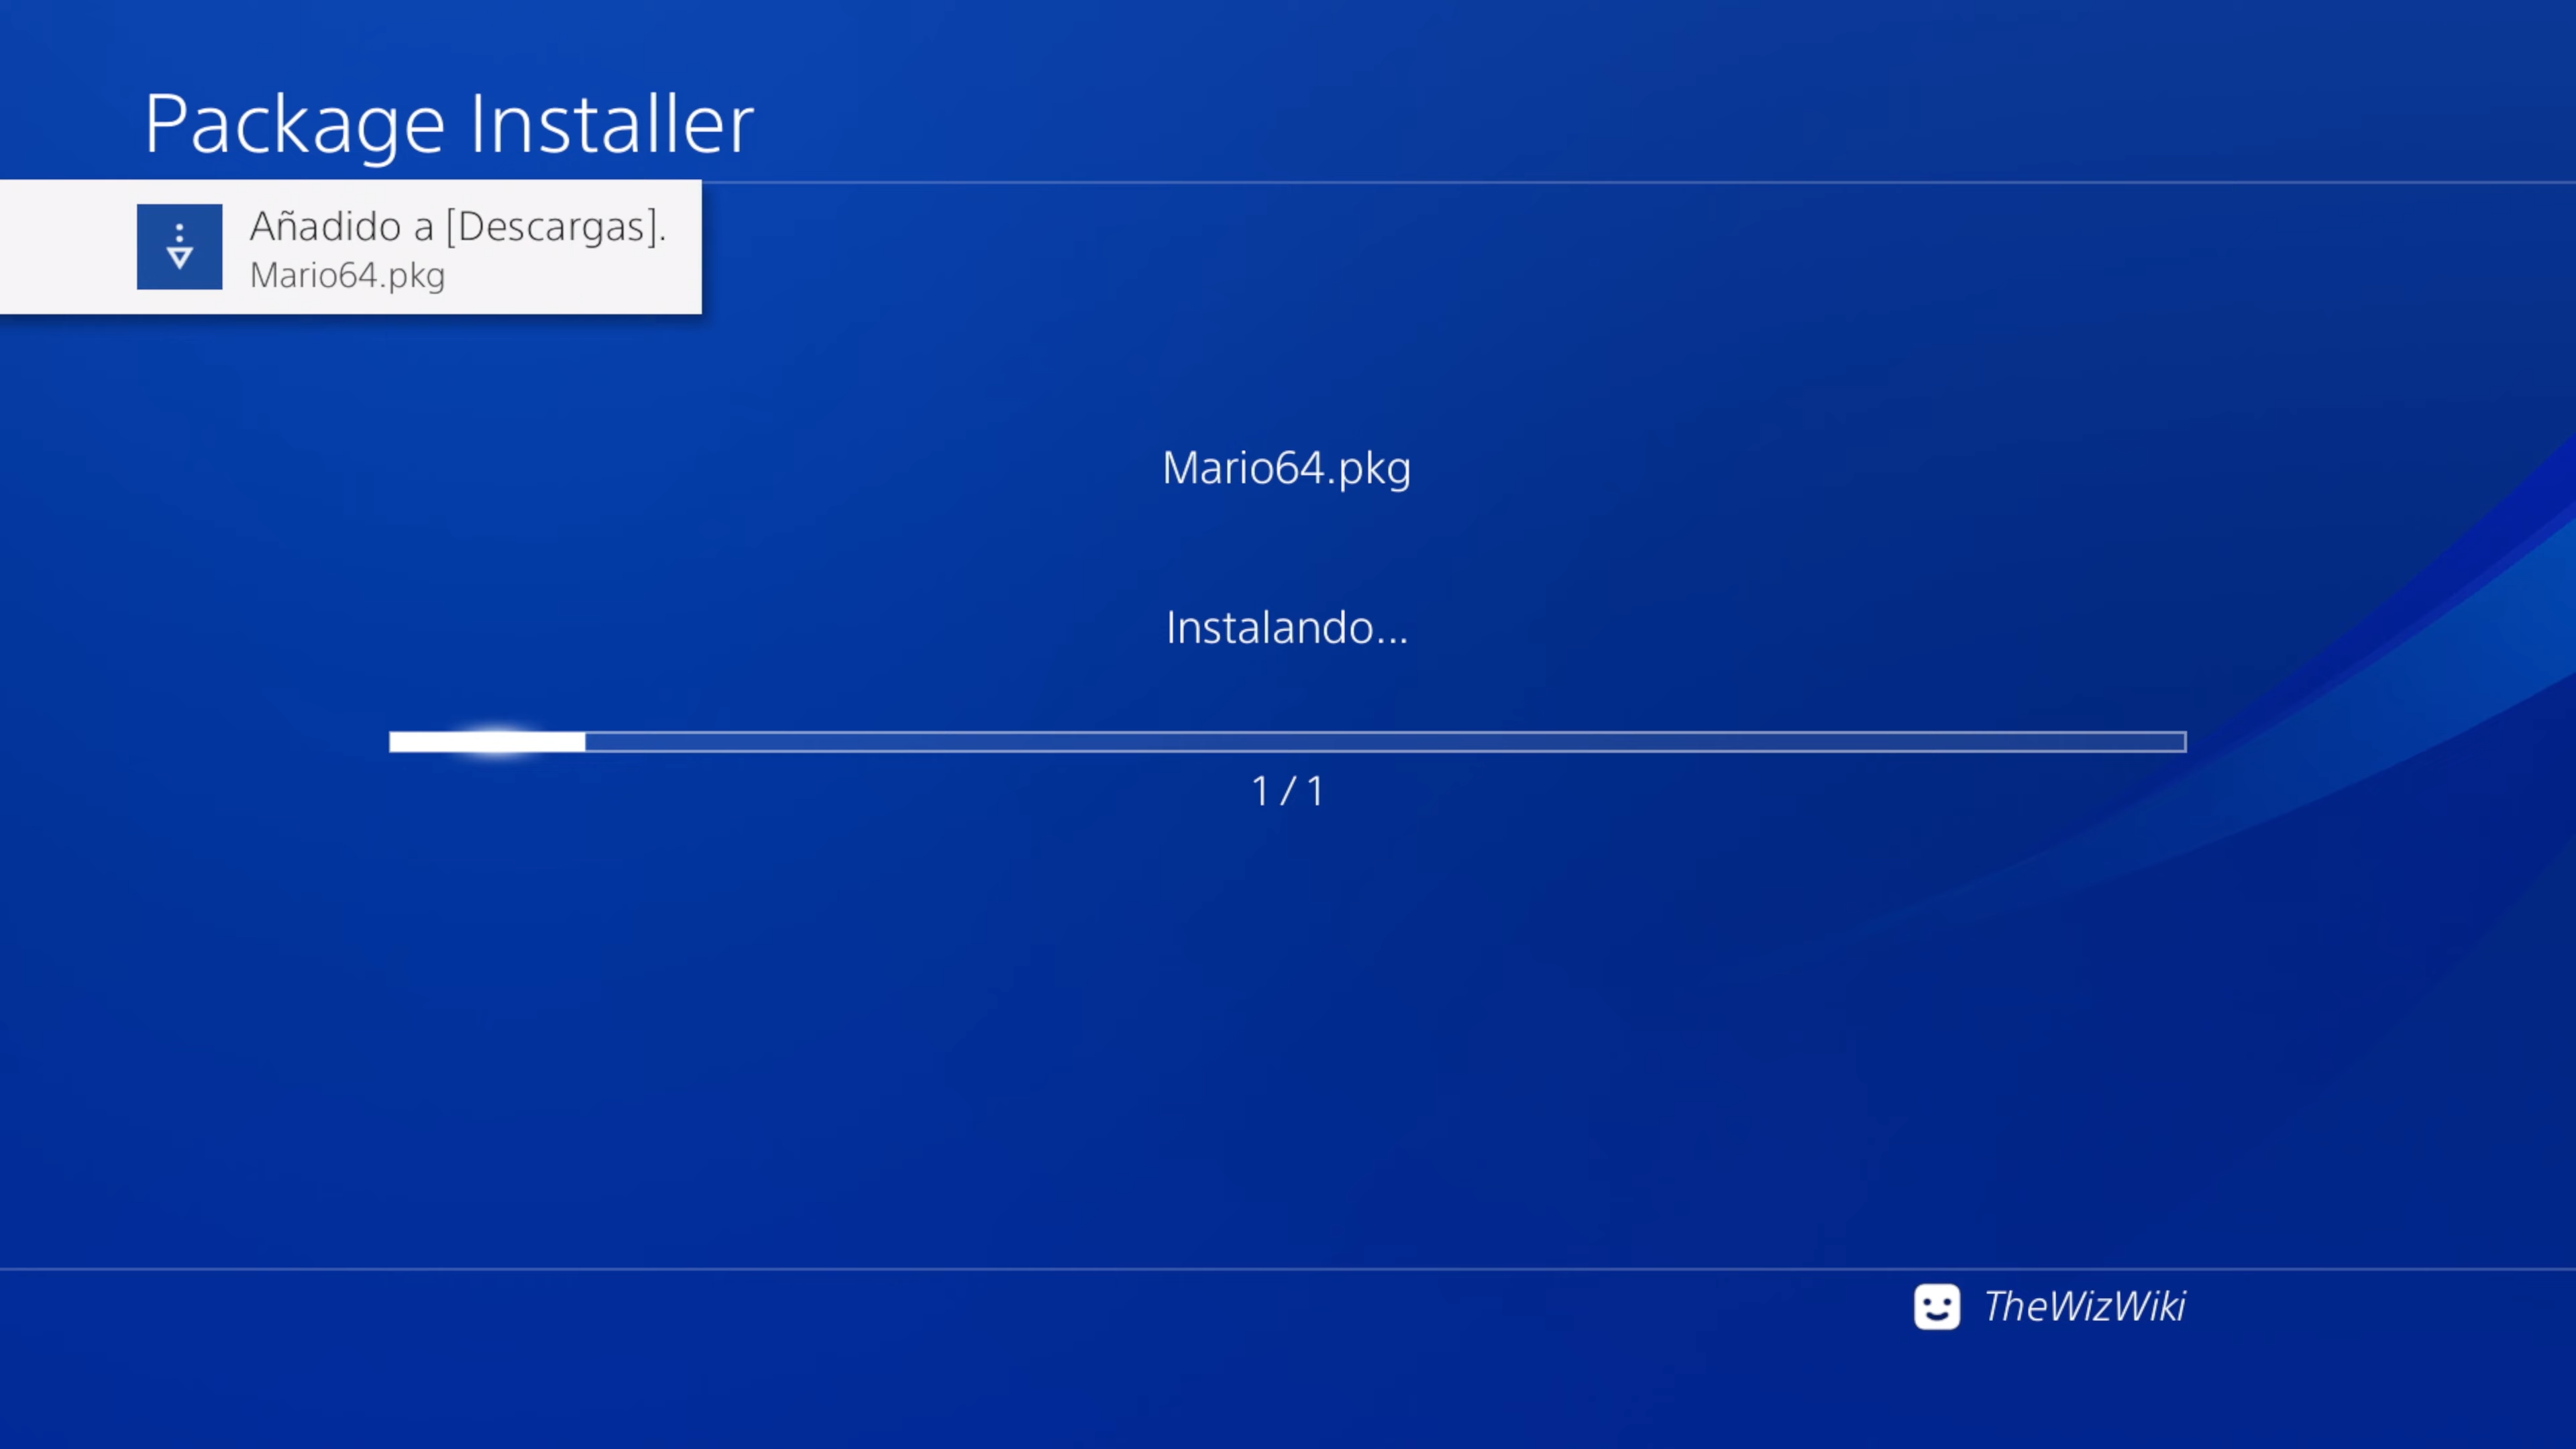 Package Installer
Añadido a [Descargas].
Mario64.pkg
Mario64.pkg
Instalando...
1 / 1
TheWizWiki